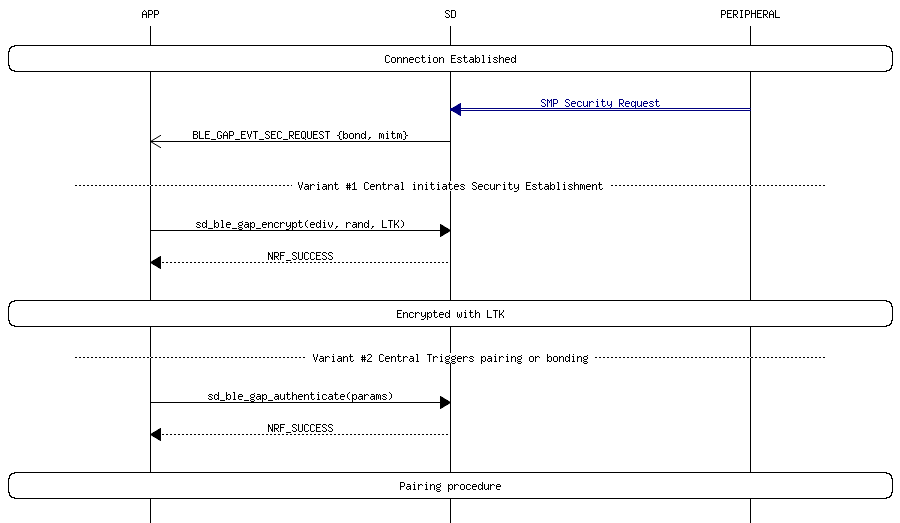 APP SD PERIPHERAL
Connection Established
SMP Security Request
BLE_GAP_EVT_SEC_REQUEST {bond, mitm}
Variant #1 Central initiates Security Establishment
sd_ble_gap_encrypt(ediv, rand, LTK)
NRF_SUCCESS
Encrypted with LTK
Variant #2 Central Triggers pairing or bonding
sd_ble_gap_authenticate(params)
NRF_SUCCESS
Pairing procedure